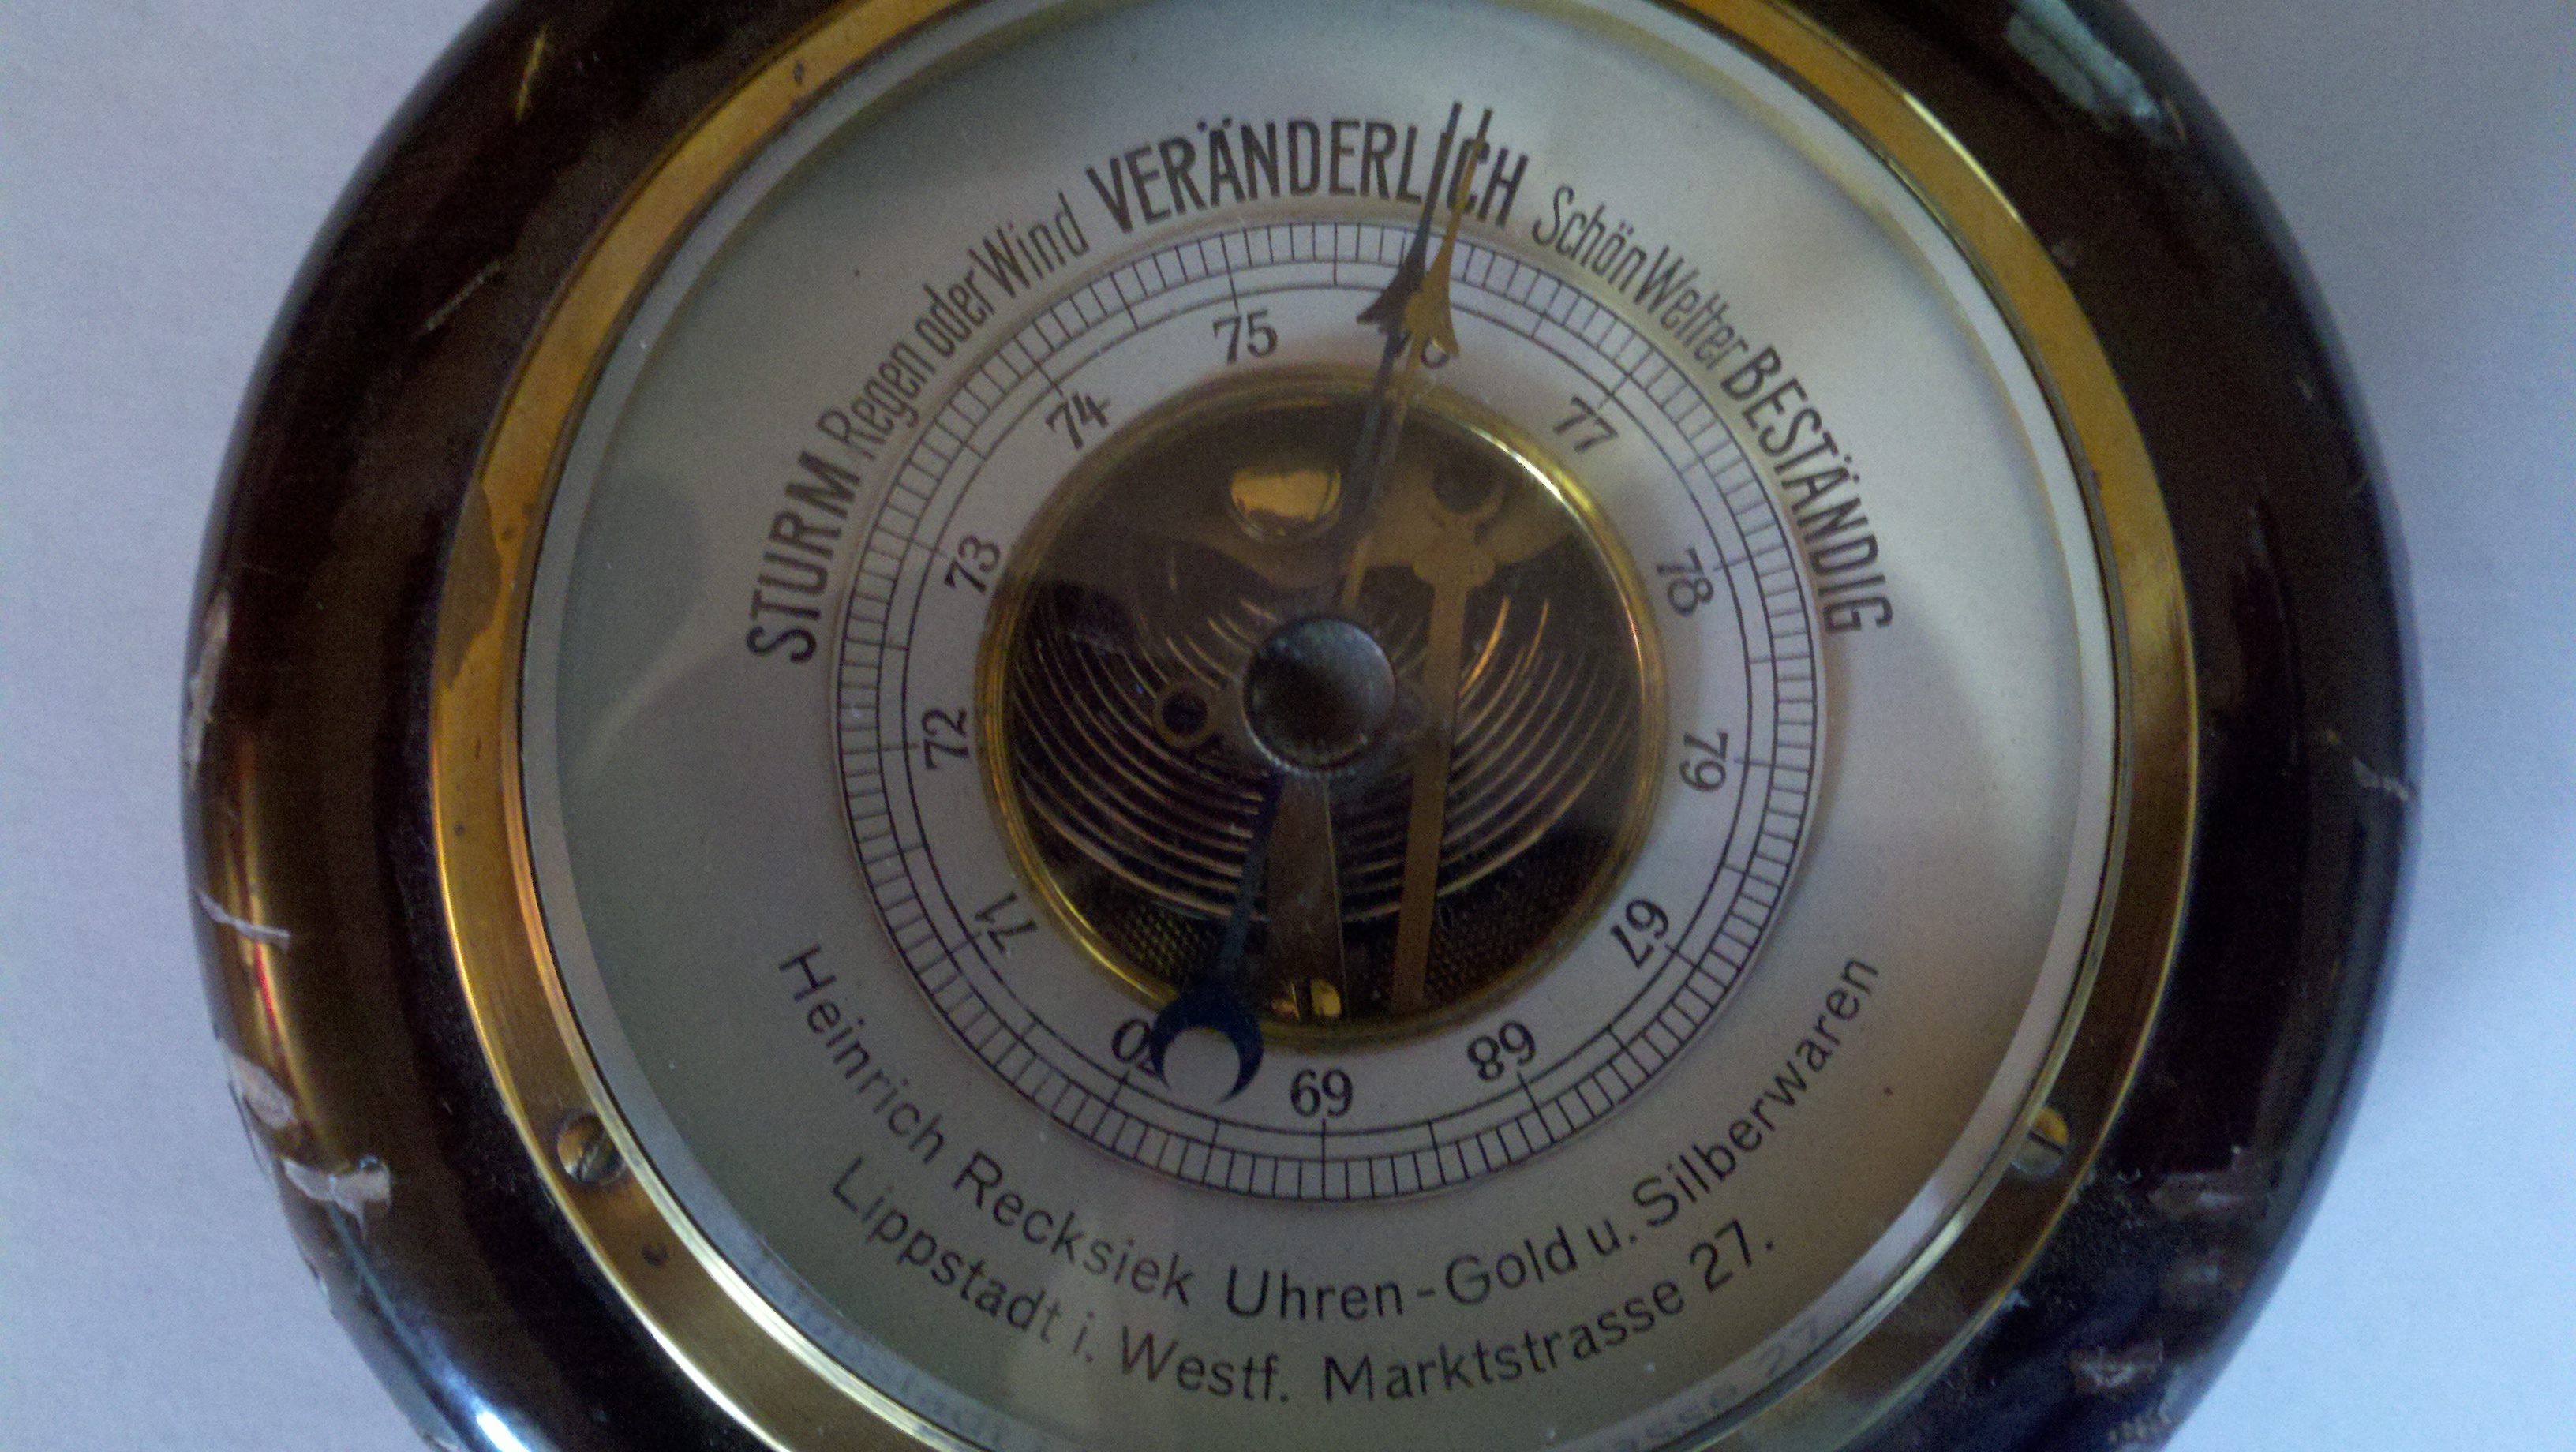 STURM Regen oder Wind VERÄNDERLICH Schön Wetter BESTÄNDIG
71 72 73 74 75 76 77 78 79
67 68 69 70
Heinrich Recksiek Uhren-Gold u. Silberwaren
Lippstadt i. Westf. Marktstrasse 27.